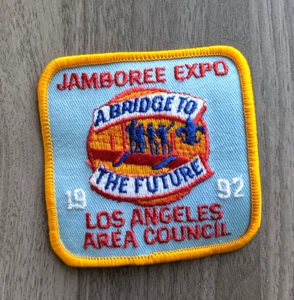 JAMBOREE EXPO
A BRIDGE TO
THE FUTURE
19 92
LOS ANGELES
AREA COUNCIL